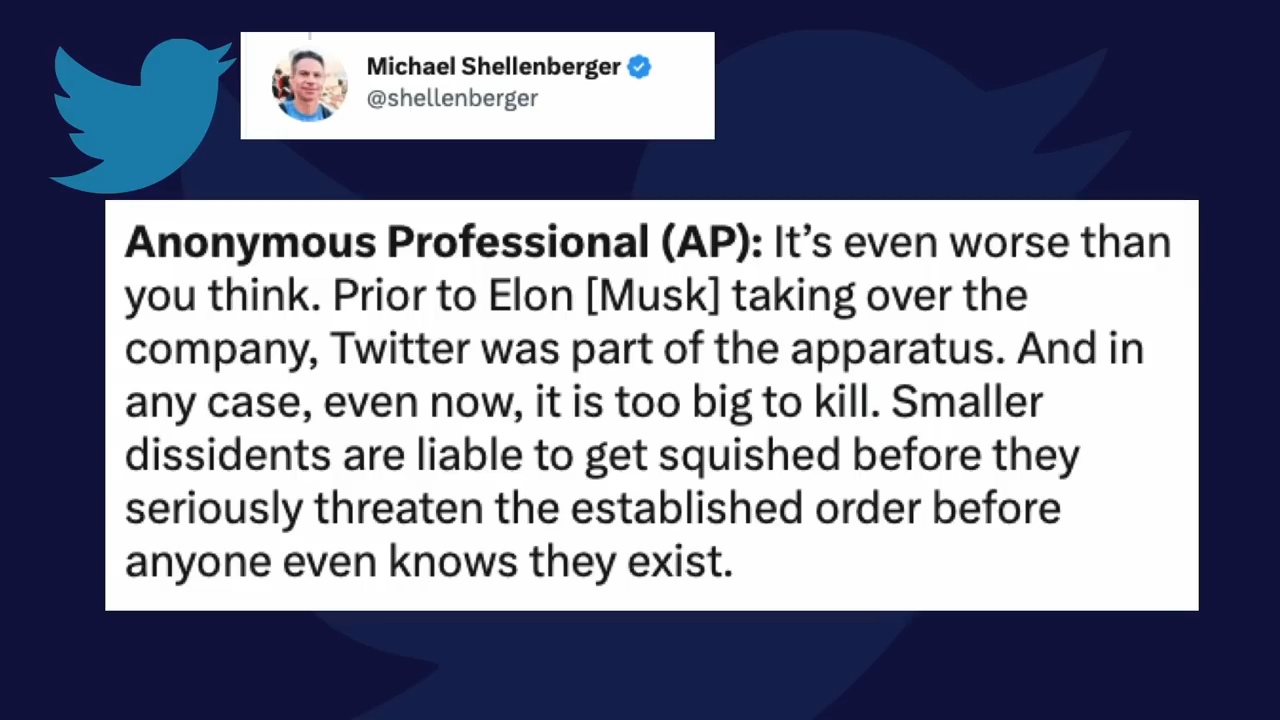 Michael Shellenberger
@shellenberger
Anonymous Professional (AP): It’s even worse than
you think. Prior to Elon [Musk] taking over the
company, Twitter was part of the apparatus. And in
any case, even now, it is too big to kill. Smaller
dissidents are liable to get squished before they
seriously threaten the established order before
anyone even knows they exist.